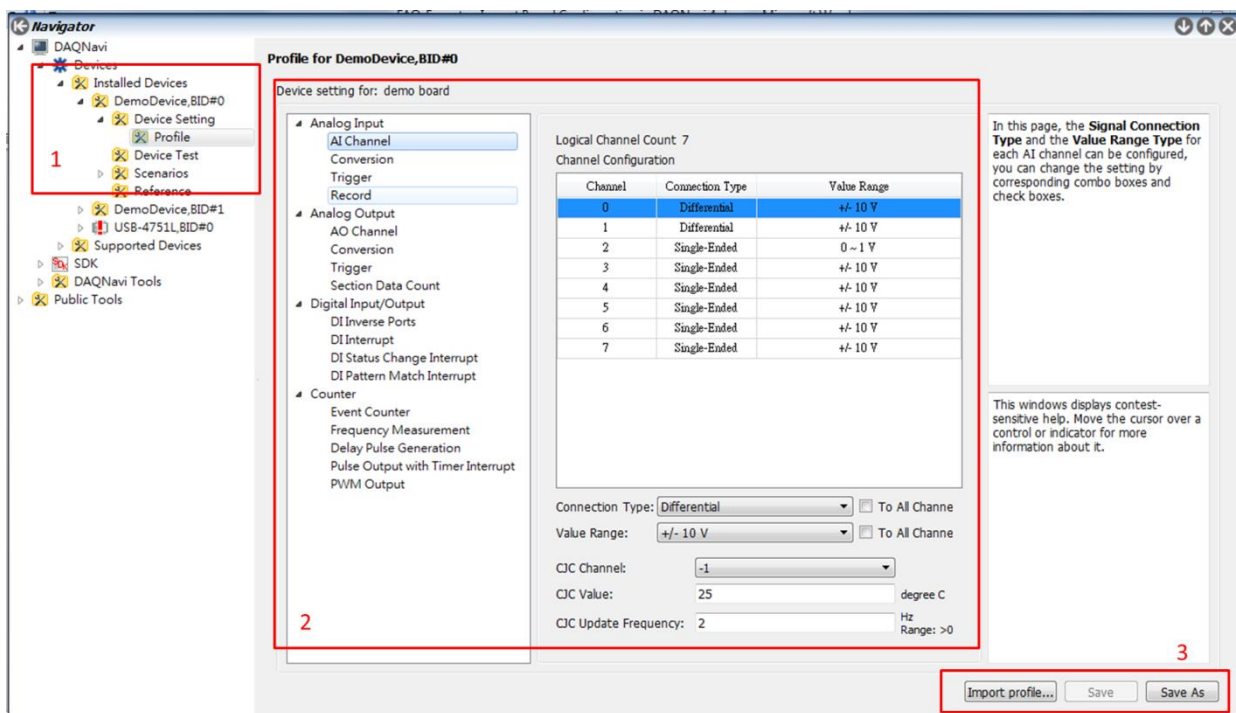 Navigator
DAQNavi
Devices
Installed Devices
DemoDevice,BID#0
Device Setting
Profile
Device Test
Scenarios
Reference
DemoDevice,BID#1
USB-4751L,BID#0
Supported Devices
SDK
DAQNavi Tools
Public Tools
1
Profile for DemoDevice,BID#0
Device setting for: demo board
Analog Input
AI Channel
Conversion
Trigger
Record
Analog Output
AO Channel
Conversion
Trigger
Section Data Count
Digital Input/Output
DI Inverse Ports
DI Interrupt
DI Status Change Interrupt
DI Pattern Match Interrupt
Counter
Event Counter
Frequency Measurement
Delay Pulse Generation
Pulse Output with Timer Interrupt
PWM Output
2
Logical Channel Count 7
Channel Configuration
Channel Connection Type Value Range
0 Differential +/- 10 V
1 Differential +/- 10 V
2 Single-Ended 0 ~ 1 V
3 Single-Ended +/- 10 V
4 Single-Ended +/- 10 V
5 Single-Ended +/- 10 V
6 Single-Ended +/- 10 V
7 Single-Ended +/- 10 V
Connection Type: Differential To All Channe
Value Range: +/- 10 V To All Channe
CJC Channel: -1
CJC Value: 25 degree C
CJC Update Frequency: 2 Hz
Range: >0
In this page, the Signal Connection
Type and the Value Range Type for
each AI channel can be configured,
you can change the setting by
corresponding combo boxes and
check boxes.
This windows displays contest-
sensitive help. Move the cursor over a
control or indicator for more
information about it.
3
Import profile... Save Save As